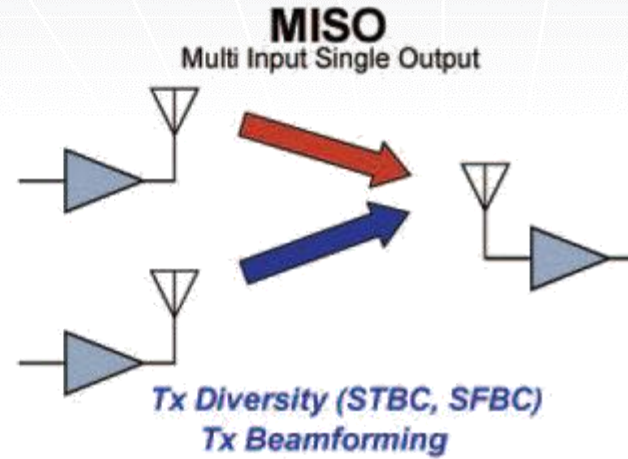 MISO
Multi Input Single Output
Tx Diversity (STBC, SFBC)
Tx Beamforming